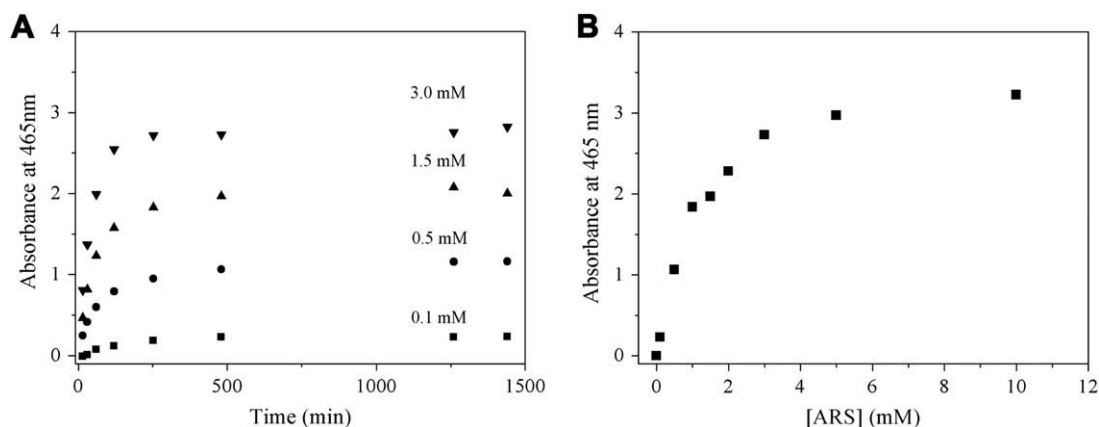 A
Absorbance at 465nm
4
3
2
1
0
3.0 mM
1.5 mM
0.5 mM
0.1 mM
0
500
1000
1500
Time (min)
B
Absorbance at 465 nm
4
3
2
1
0
0
2
4
6
8
10
12
[ARS] (mM)